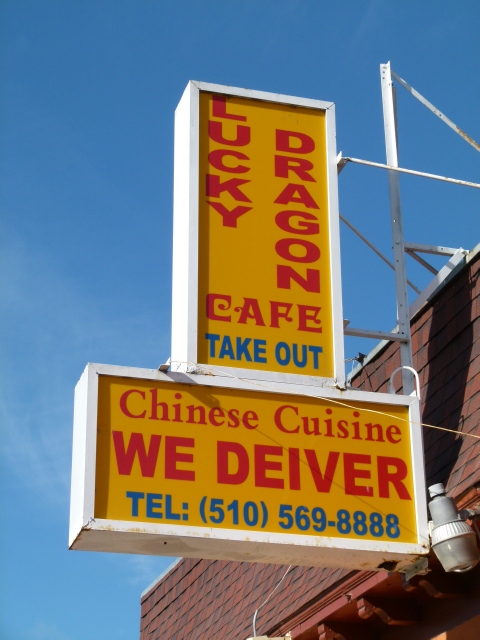 LUCKY
DRAGON
CAFE
TAKE OUT
Chinese Cuisine
WE DEIVER
TEL: (510) 569-8888